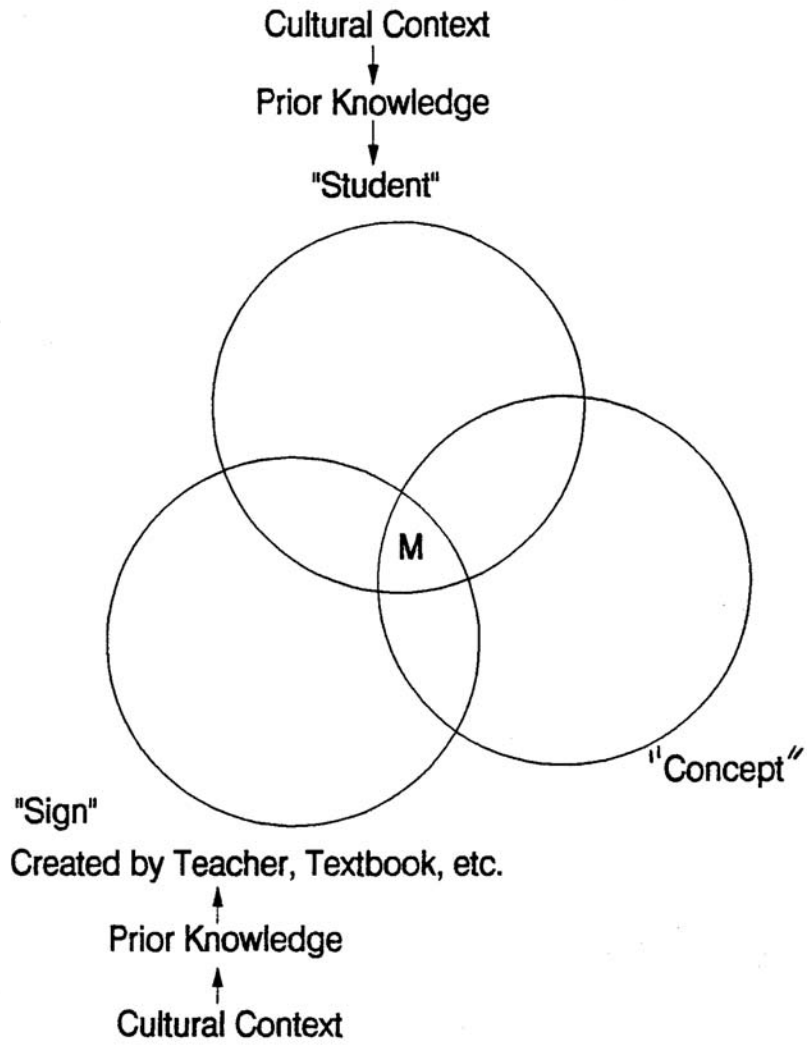 Cultural Context
Prior Knowledge
"Student"
M
"Concept"
"Sign"
Created by Teacher, Textbook, etc.
Prior Knowledge
Cultural Context